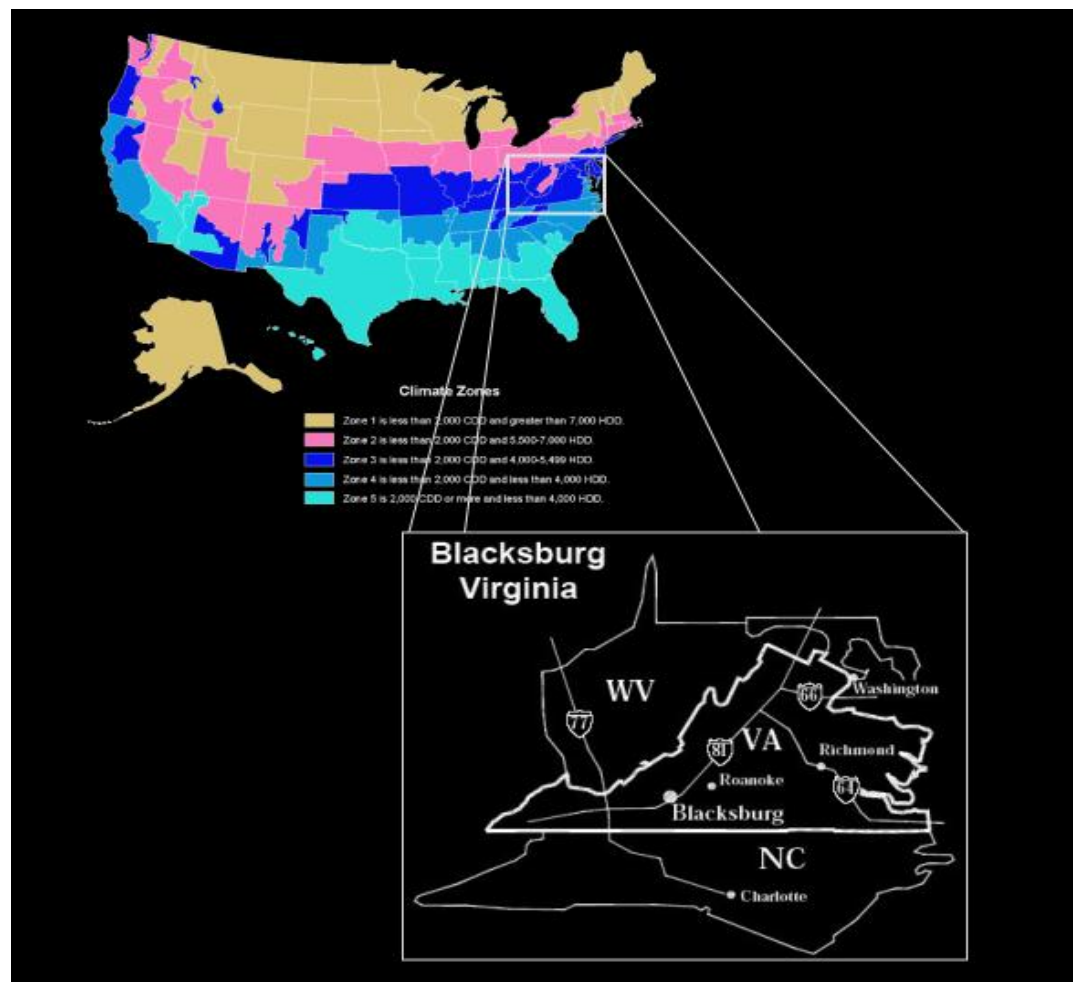 Climate Zones
Zone 1 is less than 2,000 CDD and greater than 7,000 HDD.
Zone 2 is less than 2,000 CDD and 5,500-7,000 HDD.
Zone 3 is less than 2,000 CDD and 4,000-5,499 HDD.
Zone 4 is less than 2,000 CDD and less than 4,000 HDD.
Zone 5 is 2,000 CDD or more and less than 4,000 HDD.
Blacksburg
Virginia
WV
66
Washington
77
81
VA
Richmond
Roanoke
64
Blacksburg
NC
Charlotte